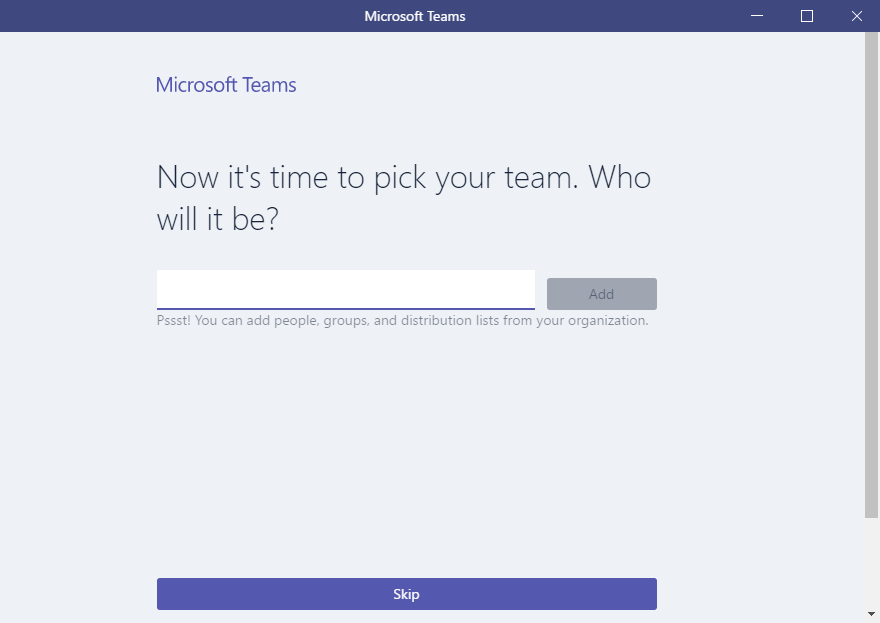 Microsoft Teams
Microsoft Teams
Now it's time to pick your team. Who
will it be?
Add
Pssst! You can add people, groups, and distribution lists from your organization.
Skip